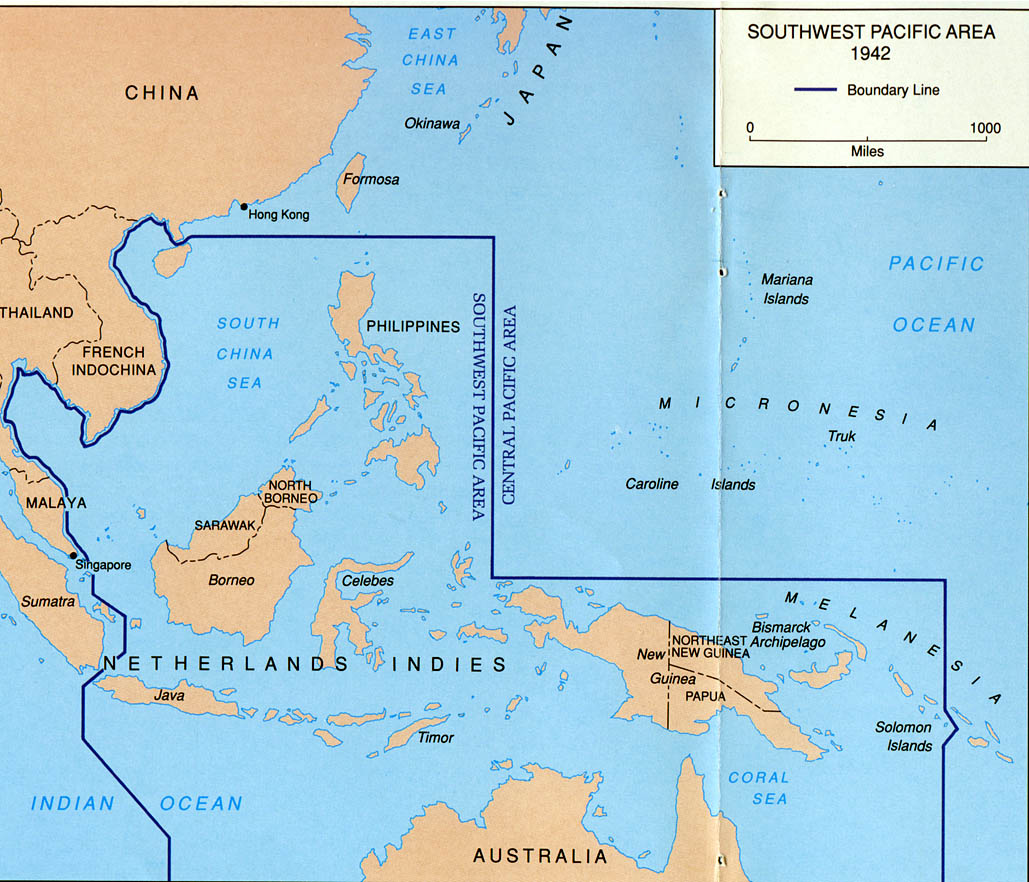 SOUTHWEST PACIFIC AREA
1942
Boundary Line
0 1000
Miles
EAST
CHINA
SEA
JAPAN
CHINA
Okinawa
Formosa
Hong Kong
PACIFIC
OCEAN
Mariana
Islands
THAILAND
SOUTH
CHINA
SEA
PHILIPPINES
SOUTHWEST PACIFIC AREA
CENTRAL PACIFIC AREA
FRENCH
INDOCHINA
MICRONESIA
Truk
Caroline Islands
MALAYA
NORTH
BORNEO
SARAWAK
Singapore
Borneo
Celebes
Sumatra
MELANESIA
Bismarck
Archipelago
NORTHEAST
NEW GUINEA
New
Guinea
PAPUA
NETHERLANDS INDIES
Java
Timor
Solomon
Islands
CORAL
SEA
INDIAN OCEAN
AUSTRALIA